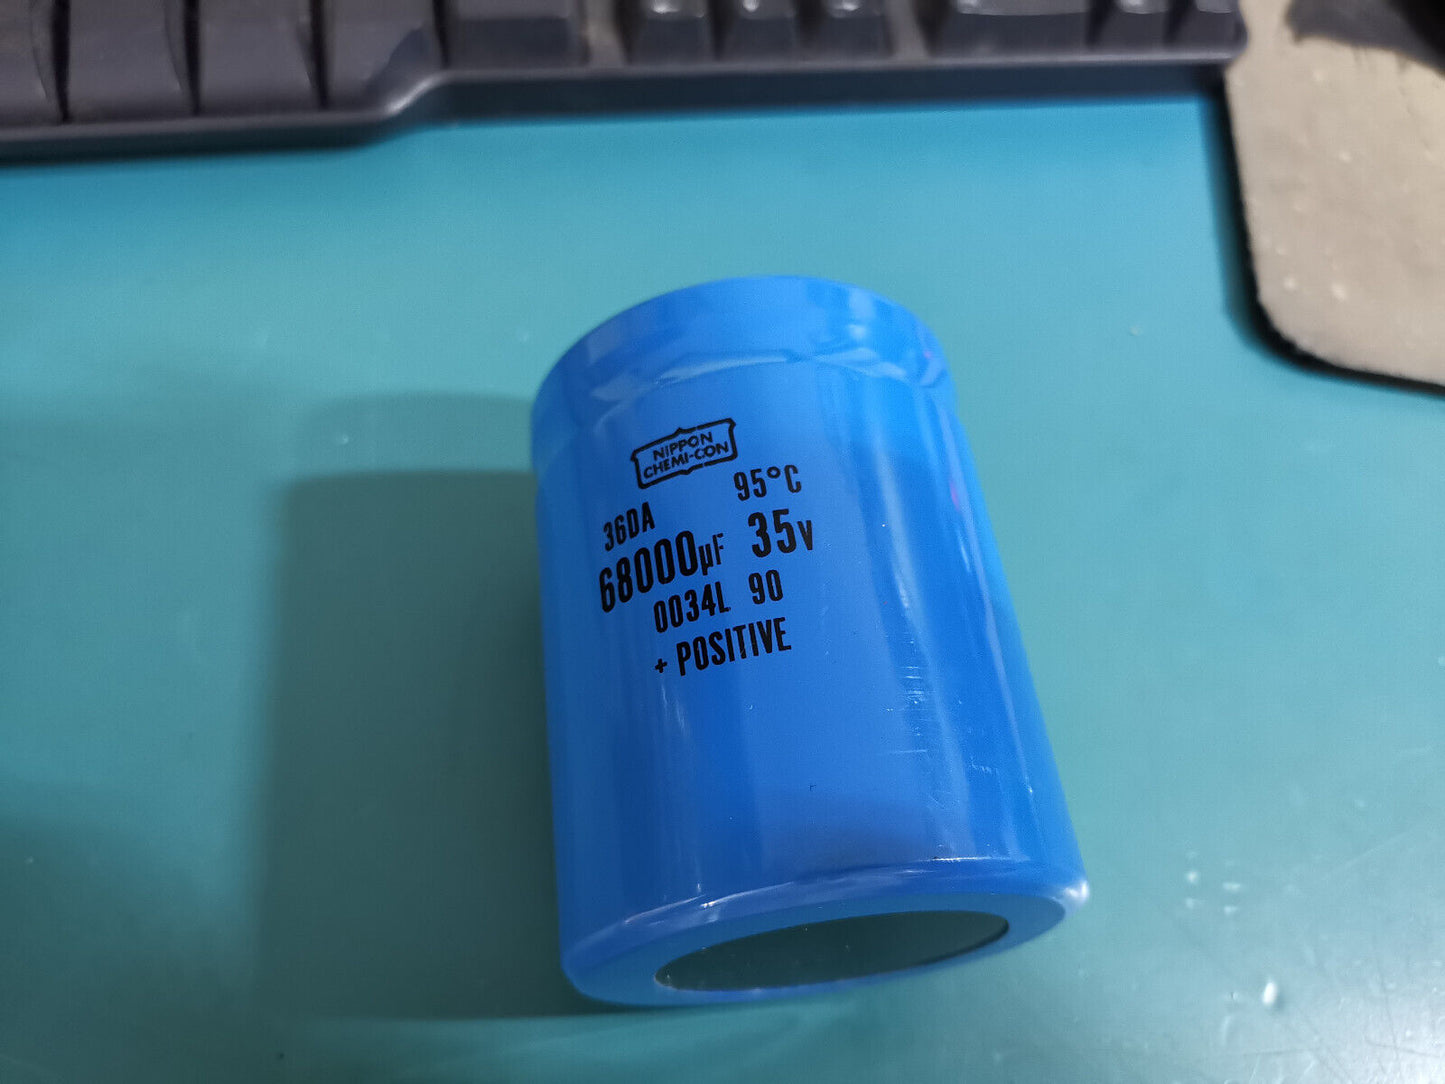 NIPPON
CHEMI-CON
36DA 95°C
68000µF 35v
0034L 90
+ POSITIVE